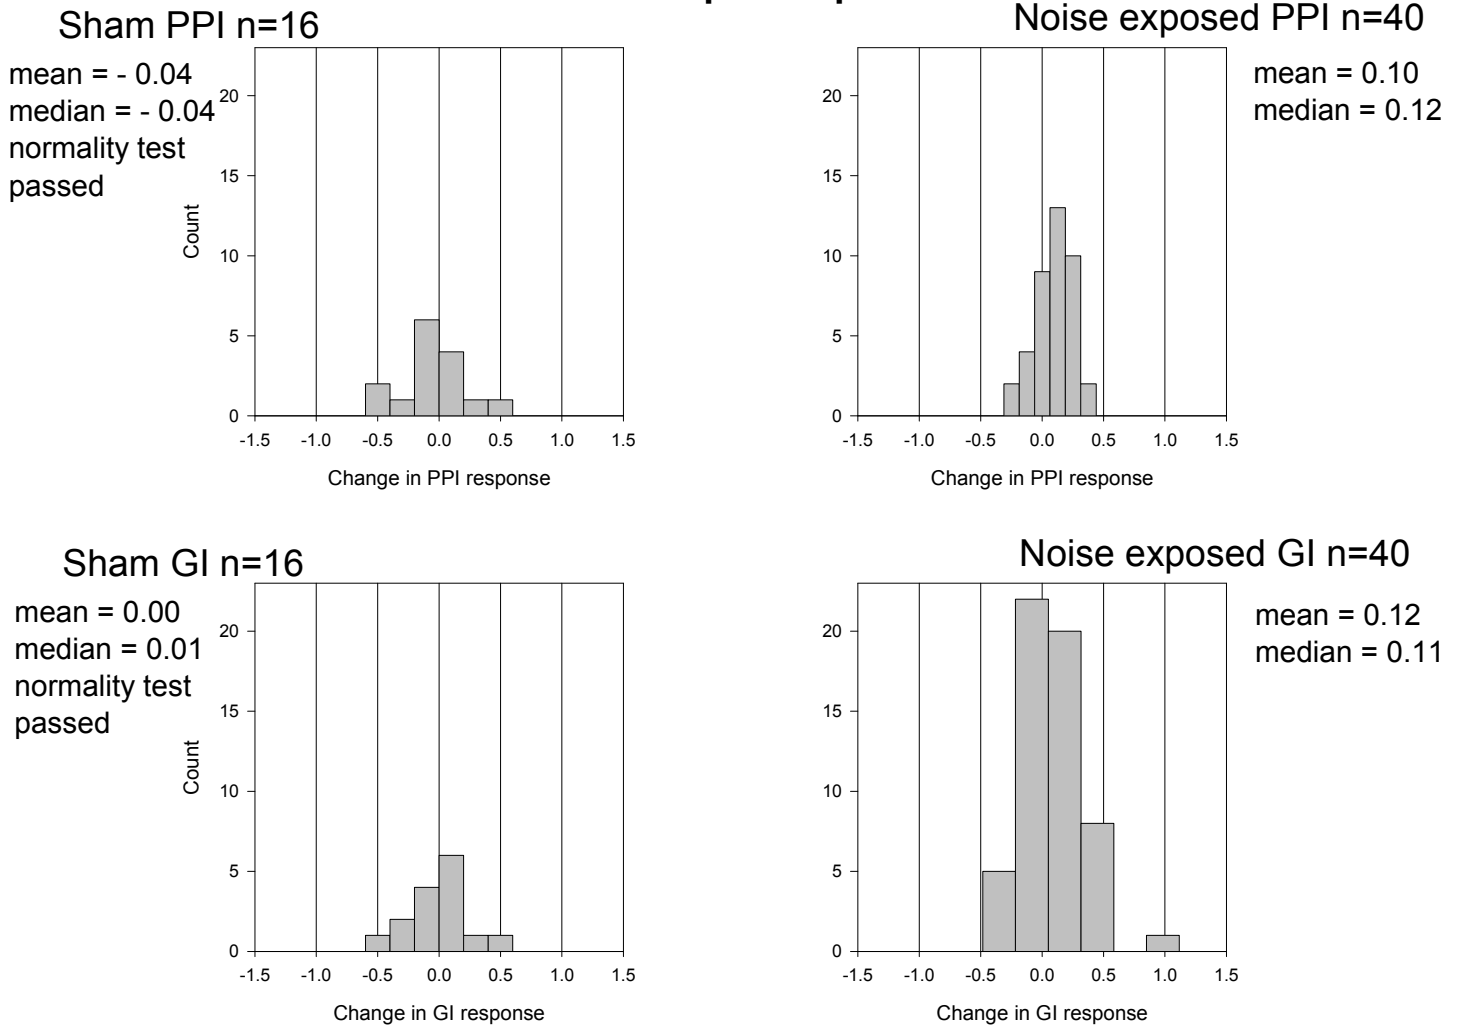 Sham PPI n=16
Noise exposed PPI n=40
mean = - 0.04
median = - 0.04
normality test
passed
mean = 0.10
median = 0.12
20
15
10
5
0
Count
-1.5 -1.0 -0.5 0.0 0.5 1.0 1.5
Change in PPI response
20
15
10
5
0
-1.5 -1.0 -0.5 0.0 0.5 1.0 1.5
Change in PPI response
Sham GI n=16
Noise exposed GI n=40
mean = 0.00
median = 0.01
normality test
passed
mean = 0.12
median = 0.11
20
15
10
5
0
Count
-1.5 -1.0 -0.5 0.0 0.5 1.0 1.5
Change in GI response
20
15
10
5
0
-1.5 -1.0 -0.5 0.0 0.5 1.0 1.5
Change in GI response